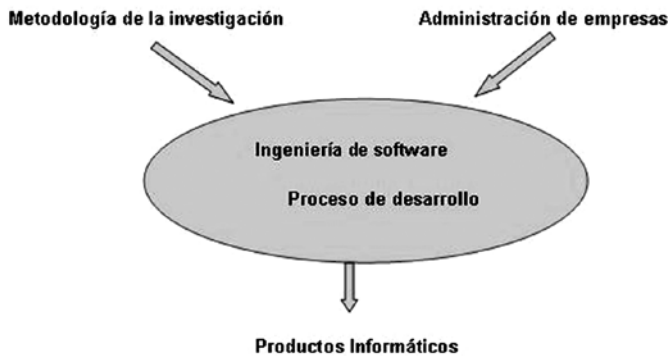 Metodología de la investigación
Administración de empresas
Ingeniería de software
Proceso de desarrollo
Productos Informáticos